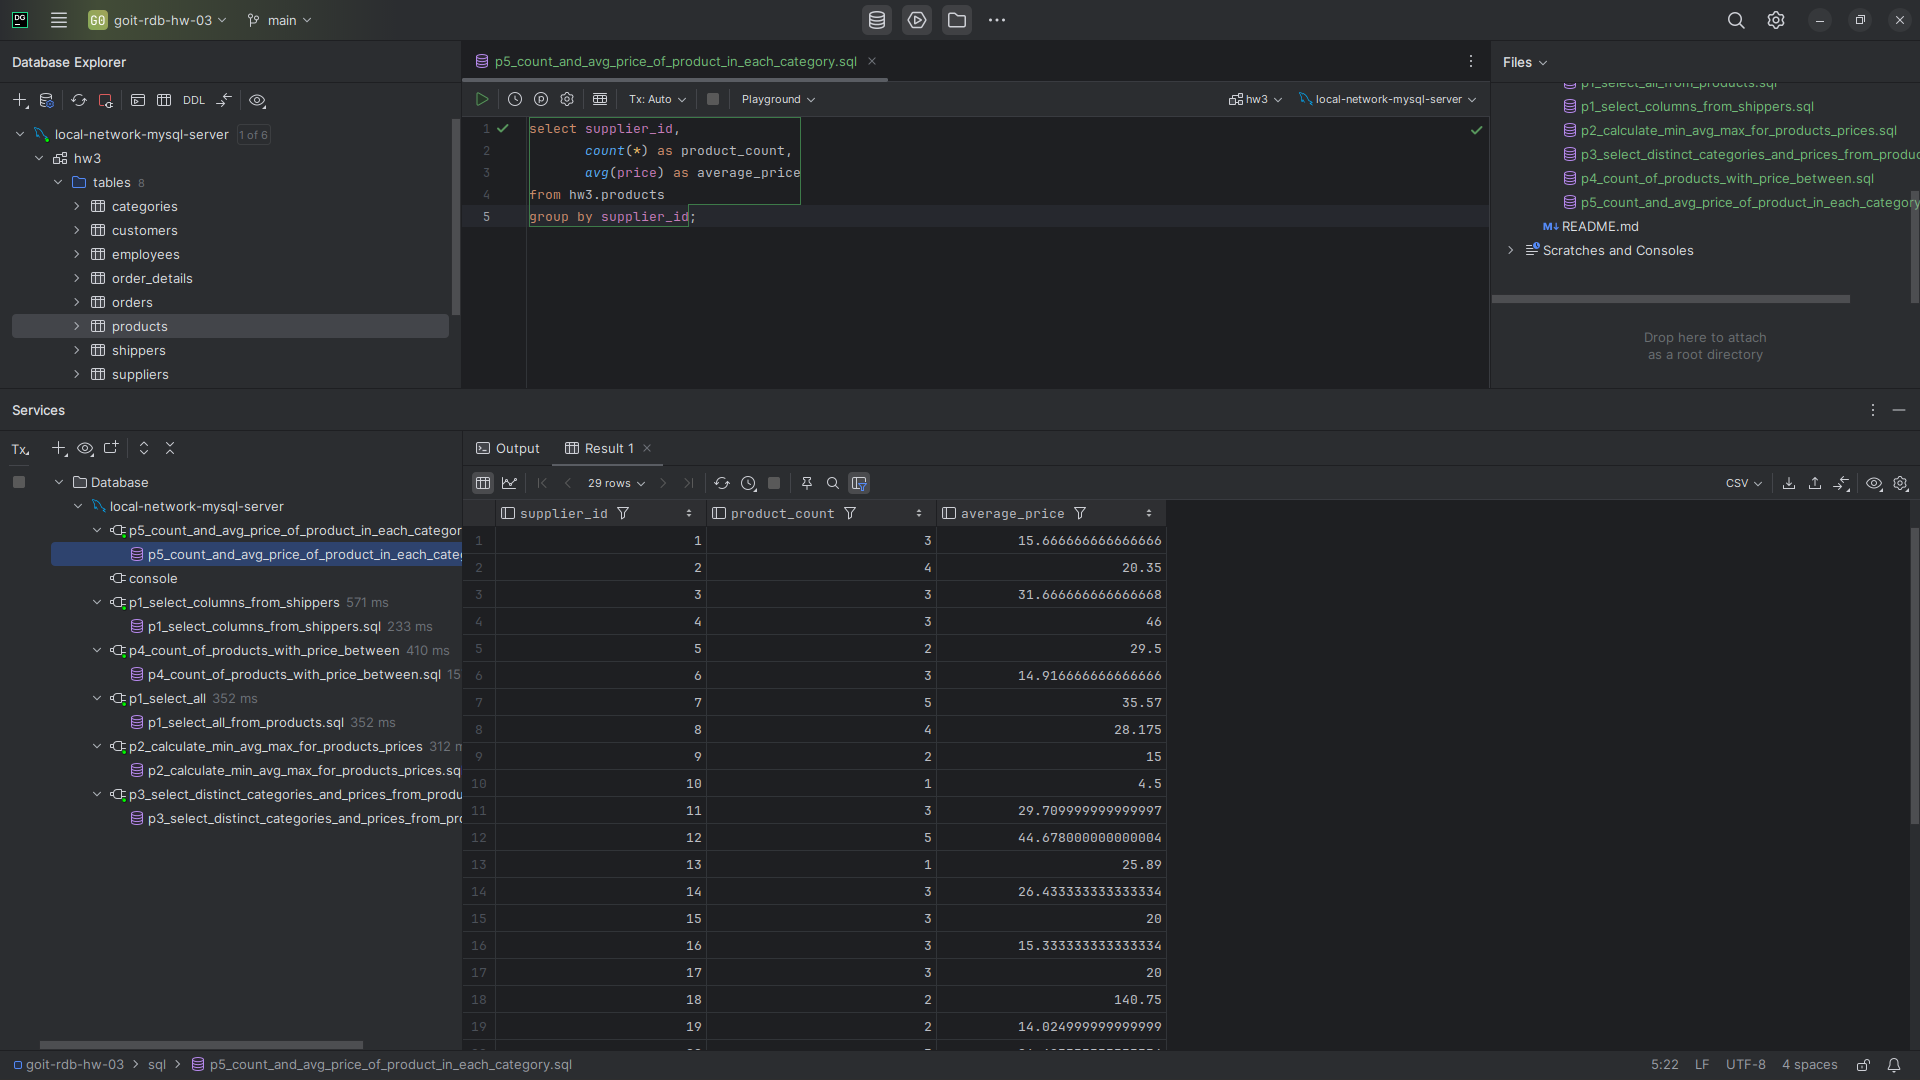 GO goit-rdb-hw-03 main
Database Explorer
DDL
local-network-mysql-server 1 of 6
hw3
tables 8
categories
customers
employees
order_details
orders
products
shippers
suppliers
p5_count_and_avg_price_of_product_in_each_category.sql
Tx: Auto Playground hw3 local-network-mysql-server
1 select supplier_id,
2 count(*) as product_count,
3 avg(price) as average_price
4 from hw3.products
5 group by supplier_id;
Files
p1_select_all_from_products.sql
p1_select_columns_from_shippers.sql
p2_calculate_min_avg_max_for_products_prices.sql
p3_select_distinct_categories_and_prices_from_produc
p4_count_of_products_with_price_between.sql
p5_count_and_avg_price_of_product_in_each_category
M↓ README.md
Scratches and Consoles
Drop here to attach
as a root directory
Services
Tx
Database
local-network-mysql-server
p5_count_and_avg_price_of_product_in_each_categor
p5_count_and_avg_price_of_product_in_each_cate
console
p1_select_columns_from_shippers 571 ms
p1_select_columns_from_shippers.sql 233 ms
p4_count_of_products_with_price_between 410 ms
p4_count_of_products_with_price_between.sql 15
p1_select_all 352 ms
p1_select_all_from_products.sql 352 ms
p2_calculate_min_avg_max_for_products_prices 312 m
p2_calculate_min_avg_max_for_products_prices.sq
p3_select_distinct_categories_and_prices_from_produ
p3_select_distinct_categories_and_prices_from_pr
Output Result 1
29 rows CSV
supplier_id product_count average_price
1 1 3 15.666666666666666
2 2 4 20.35
3 3 3 31.666666666666668
4 4 3 46
5 5 2 29.5
6 6 3 14.916666666666666
7 7 5 35.57
8 8 4 28.175
9 9 2 15
10 10 1 4.5
11 11 3 29.709999999999997
12 12 5 44.678000000000004
13 13 1 25.89
14 14 3 26.433333333333334
15 15 3 20
16 16 3 15.333333333333334
17 17 3 20
18 18 2 140.75
19 19 2 14.024999999999999
goit-rdb-hw-03 > sql > p5_count_and_avg_price_of_product_in_each_category.sql
5:22 LF UTF-8 4 spaces